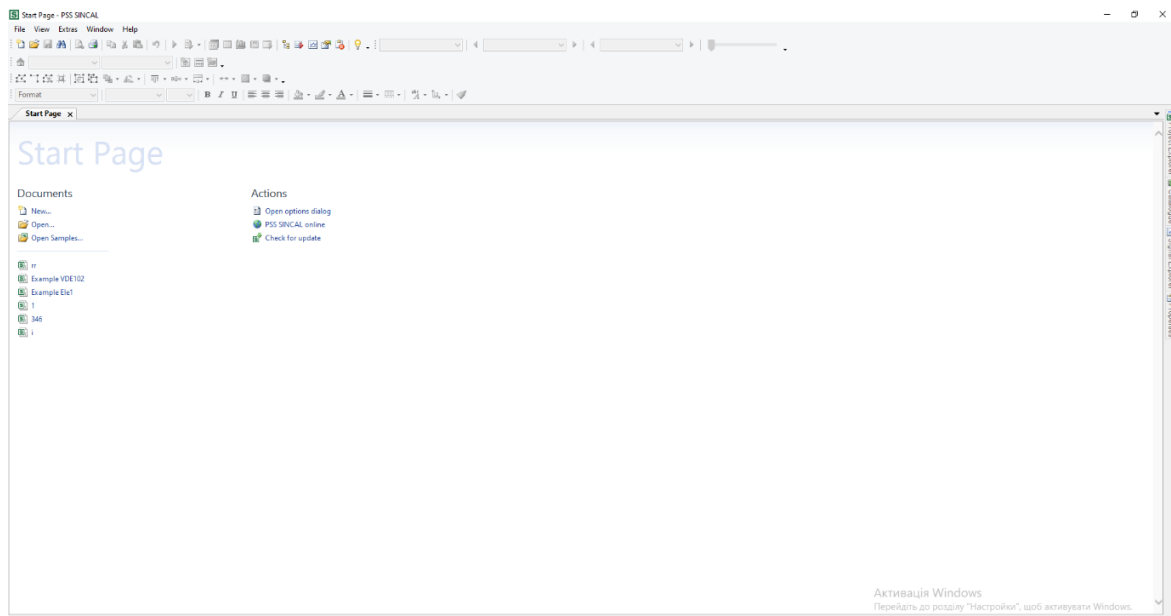 Start Page - PSS SINCAL
File View Extras Window Help
Format
B I U
A
Start Page x
Start Page
Documents
New...
Open...
Open Samples...
rr
Example VDE102
Example Ele1
1
346
i
Actions
Open options dialog
PSS SINCAL online
Check for update
Активація Windows
Перейдіть до розділу "Настройки", щоб активувати Windows.